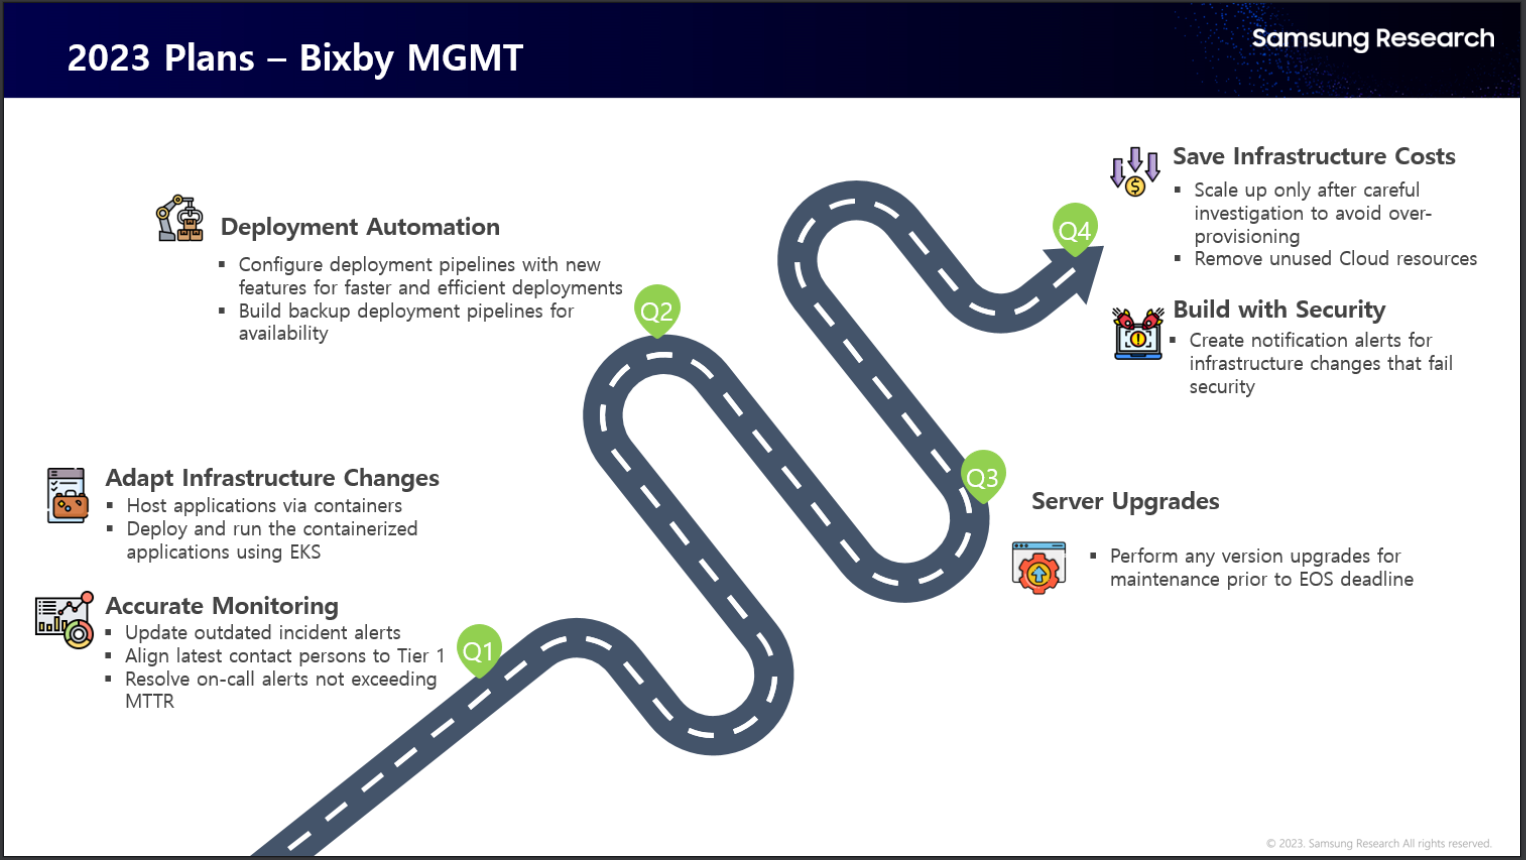 2023 Plans – Bixby MGMT
Samsung Research
Save Infrastructure Costs
▪ Scale up only after careful
investigation to avoid over-
provisioning
▪ Remove unused Cloud resources
Q4
Deployment Automation
▪ Configure deployment pipelines with new
features for faster and efficient deployments
▪ Build backup deployment pipelines for
availability
Q2
Build with Security
▪ Create notification alerts for
infrastructure changes that fail
security
Adapt Infrastructure Changes
▪ Host applications via containers
▪ Deploy and run the containerized
applications using EKS
Q3
Server Upgrades
▪ Perform any version upgrades for
maintenance prior to EOS deadline
Accurate Monitoring
▪ Update outdated incident alerts
▪ Align latest contact persons to Tier 1
▪ Resolve on-call alerts not exceeding
MTTR
Q1
© 2023. Samsung Research All rights reserved.